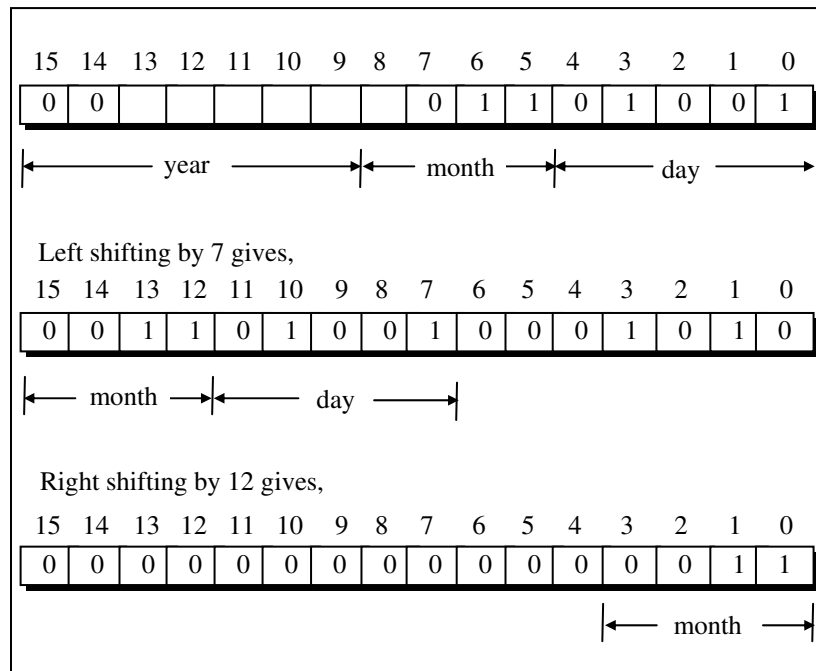 15 14 13 12 11 10 9 8 7 6 5 4 3 2 1 0
0 0 0 1 1 0 1 0 0 1
year month day
Left shifting by 7 gives,
15 14 13 12 11 10 9 8 7 6 5 4 3 2 1 0
0 0 1 1 0 1 0 0 1 0 0 0 1 0 1 0
month day
Right shifting by 12 gives,
15 14 13 12 11 10 9 8 7 6 5 4 3 2 1 0
0 0 0 0 0 0 0 0 0 0 0 0 0 0 1 1
month